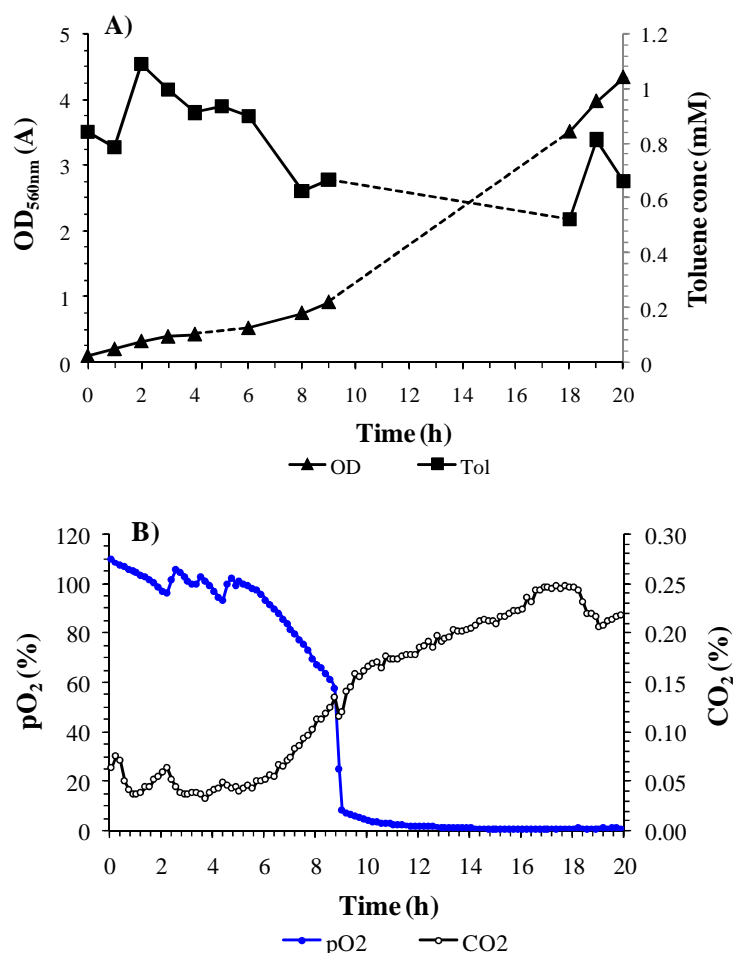 A)
5
4
3
2
1
0
OD560nm (A)
1.2
1
0.8
0.6
0.4
0.2
0
Toluene conc (mM)
0 2 4 6 8 10 12 14 16 18 20
Time (h)
OD Tol
B)
120
100
80
60
40
20
0
pO2 (%)
0.30
0.25
0.20
0.15
0.10
0.05
0.00
CO2 (%)
0 2 4 6 8 10 12 14 16 18 20
Time (h)
pO2 CO2